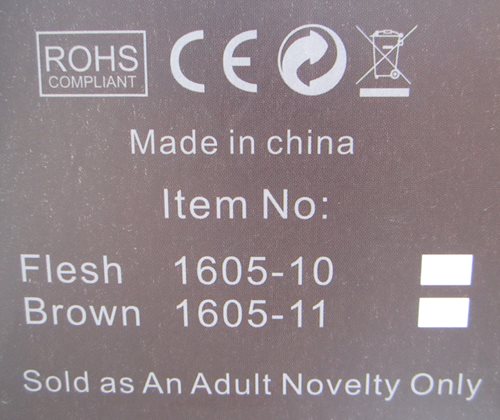 ROHS
COMPLIANT
CE
Made in china
Item No:
Flesh 1605-10
Brown 1605-11
Sold as An Adult Novelty Only